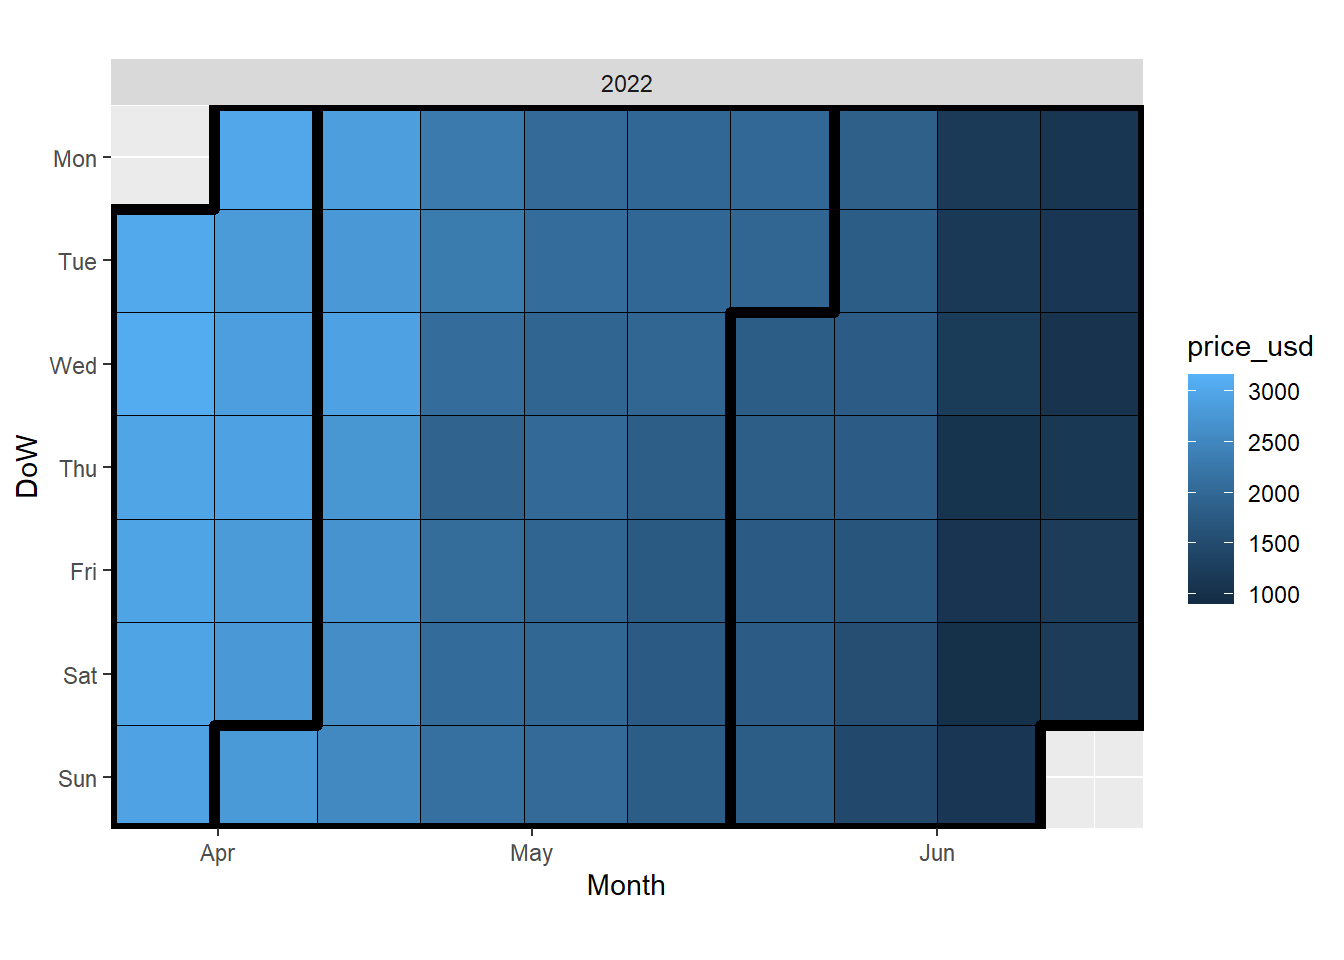 2022
Mon
Tue
Wed
Thu
Fri
Sat
Sun
DoW
Apr May Jun
Month
price_usd
3000
2500
2000
1500
1000